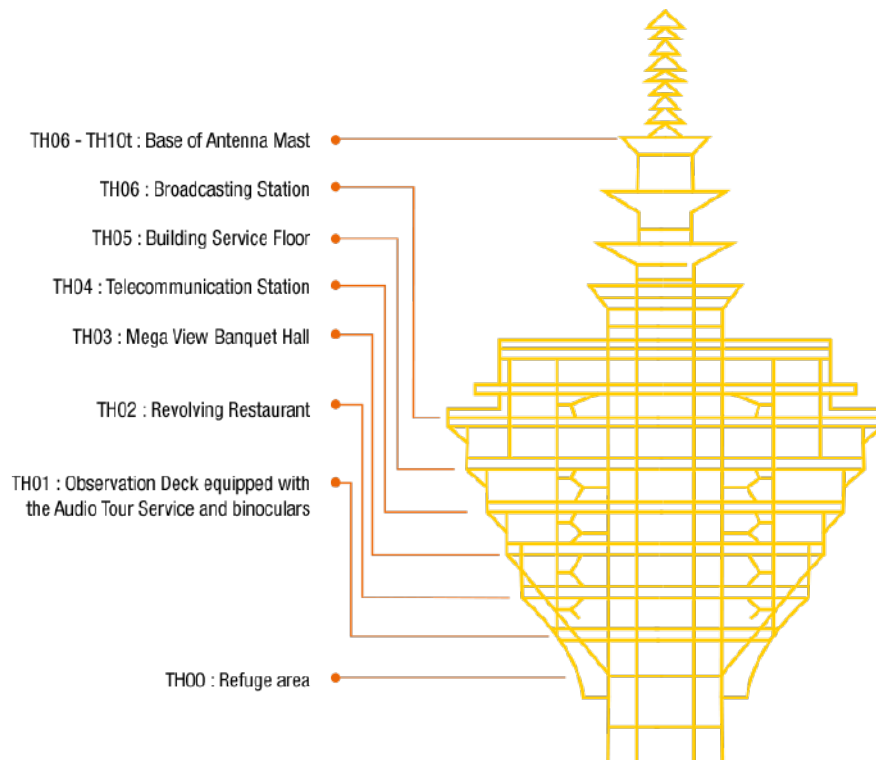 TH06 - TH10t : Base of Antenna Mast
TH06 : Broadcasting Station
TH05 : Building Service Floor
TH04 : Telecommunication Station
TH03 : Mega View Banquet Hall
TH02 : Revolving Restaurant
TH01 : Observation Deck equipped with
the Audio Tour Service and binoculars
TH00 : Refuge area